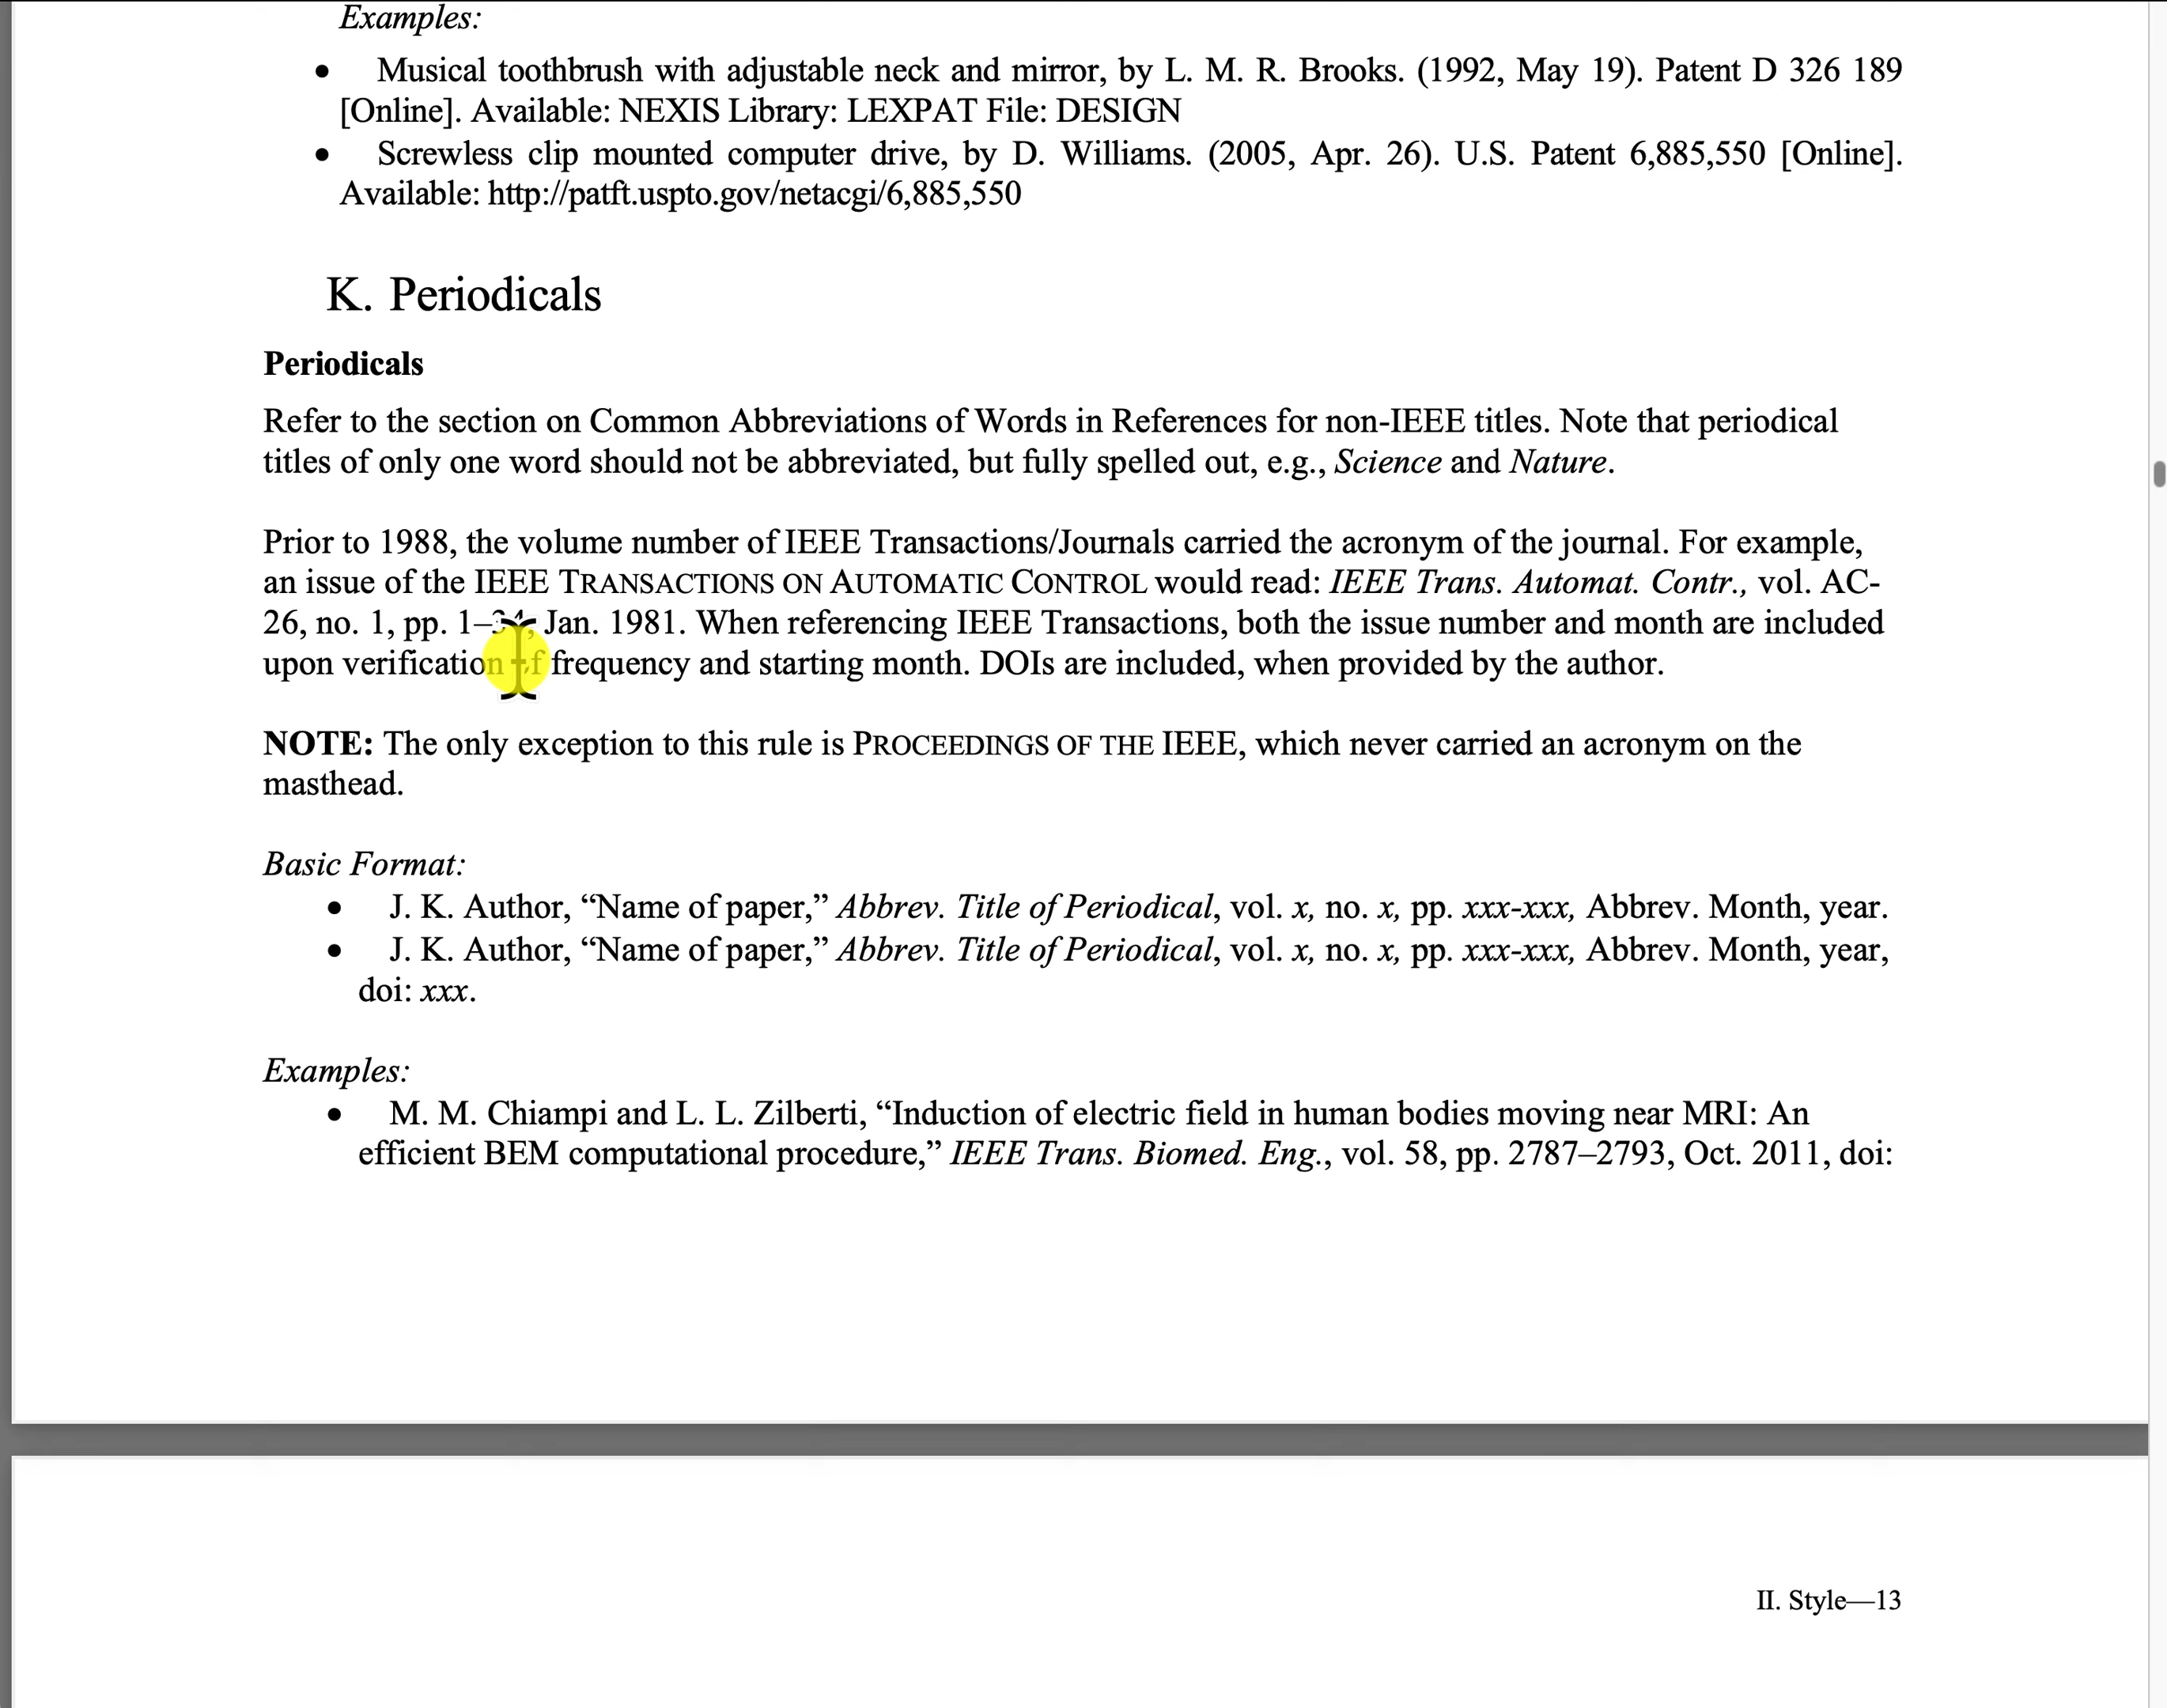 Examples:
• Musical toothbrush with adjustable neck and mirror, by L. M. R. Brooks. (1992, May 19). Patent D 326 189
[Online]. Available: NEXIS Library: LEXPAT File: DESIGN
• Screwless clip mounted computer drive, by D. Williams. (2005, Apr. 26). U.S. Patent 6,885,550 [Online].
Available: http://patft.uspto.gov/netacgi/6,885,550
K. Periodicals
Periodicals
Refer to the section on Common Abbreviations of Words in References for non-IEEE titles. Note that periodical
titles of only one word should not be abbreviated, but fully spelled out, e.g., Science and Nature.
Prior to 1988, the volume number of IEEE Transactions/Journals carried the acronym of the journal. For example,
an issue of the IEEE TRANSACTIONS ON AUTOMATIC CONTROL would read: IEEE Trans. Automat. Contr., vol. AC-
26, no. 1, pp. 1– Jan. 1981. When referencing IEEE Transactions, both the issue number and month are included
upon verification of frequency and starting month. DOIs are included, when provided by the author.
NOTE: The only exception to this rule is PROCEEDINGS OF THE IEEE, which never carried an acronym on the
masthead.
Basic Format:
• J. K. Author, “Name of paper,” Abbrev. Title of Periodical, vol. x, no. x, pp. xxx-xxx, Abbrev. Month, year.
• J. K. Author, “Name of paper,” Abbrev. Title of Periodical, vol. x, no. x, pp. xxx-xxx, Abbrev. Month, year,
doi: xxx.
Examples:
• M. M. Chiampi and L. L. Zilberti, “Induction of electric field in human bodies moving near MRI: An
efficient BEM computational procedure,” IEEE Trans. Biomed. Eng., vol. 58, pp. 2787–2793, Oct. 2011, doi:
II. Style—13